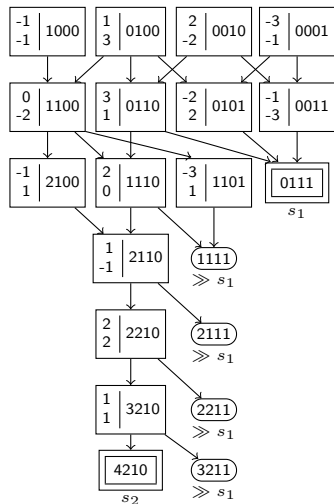 -1 1 2 -3
-1 1000 3 0100 -2 0010 -1 0001
0 3 -2 -1
-2 1100 1 0110 2 0101 -3 0011
-1 2 -3
1 2100 0 1110 1 1101 0111
s1
1
-1 2110 1111
≫ s1
2
2 2210 2111
≫ s1
1
1 3210 2211
≫ s1
4210 3211
s2 ≫ s1